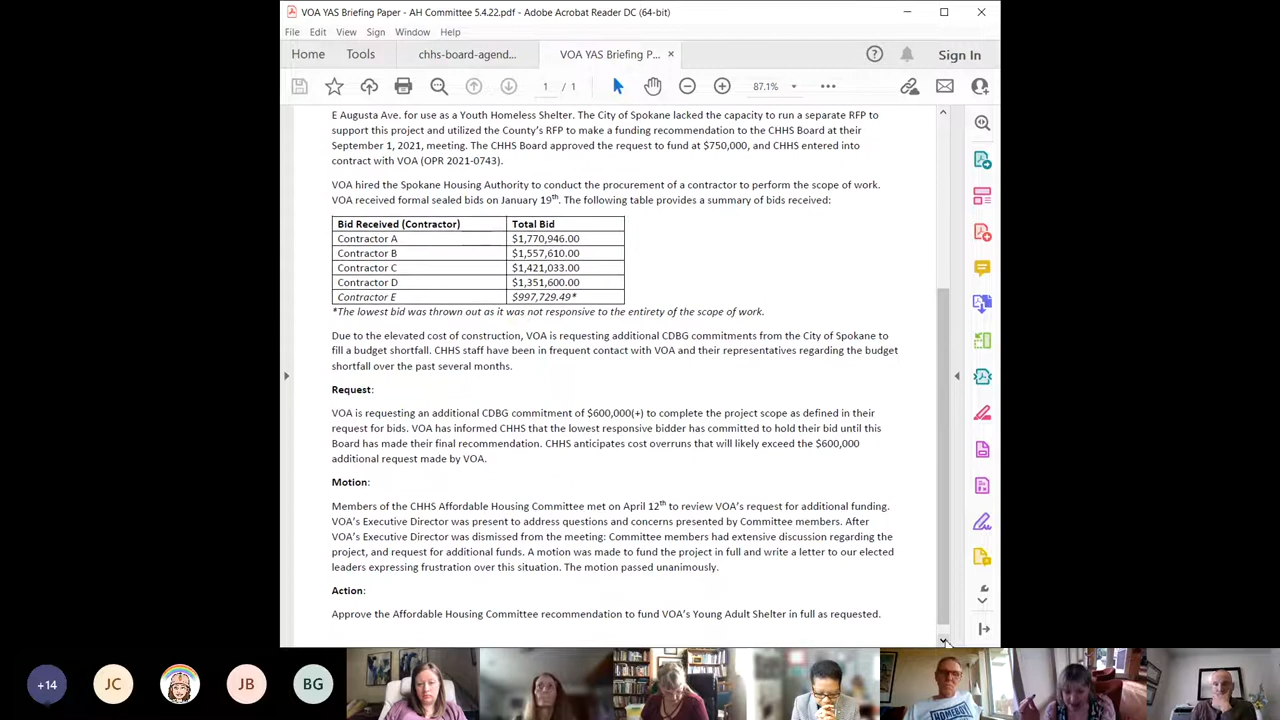 VOA YAS Briefing Paper - AH Committee 5.4.22.pdf - Adobe Acrobat Reader DC (64-bit)
File Edit View Sign Window Help
Home Tools chhs-board-agend... VOA YAS Briefing P... × Sign In
1 / 1 87.1%
E Augusta Ave. for use as a Youth Homeless Shelter. The City of Spokane lacked the capacity to run a separate RFP to
support this project and utilized the County's RFP to make a funding recommendation to the CHHS Board at their
September 1, 2021, meeting. The CHHS Board approved the request to fund at $750,000, and CHHS entered into
contract with VOA (OPR 2021-0743).
VOA hired the Spokane Housing Authority to conduct the procurement of a contractor to perform the scope of work.
VOA received formal sealed bids on January 19th. The following table provides a summary of bids received:
Bid Received (Contractor) Total Bid
Contractor A $1,770,946.00
Contractor B $1,557,610.00
Contractor C $1,421,033.00
Contractor D $1,351,600.00
Contractor E $997,729.49*
*The lowest bid was thrown out as it was not responsive to the entirety of the scope of work.
Due to the elevated cost of construction, VOA is requesting additional CDBG commitments from the City of Spokane to
fill a budget shortfall. CHHS staff have been in frequent contact with VOA and their representatives regarding the budget
shortfall over the past several months.
Request:
VOA is requesting an additional CDBG commitment of $600,000(+) to complete the project scope as defined in their
request for bids. VOA has informed CHHS that the lowest responsive bidder has committed to hold their bid until this
Board has made their final recommendation. CHHS anticipates cost overruns that will likely exceed the $600,000
additional request made by VOA.
Motion:
Members of the CHHS Affordable Housing Committee met on April 12th to review VOA's request for additional funding.
VOA's Executive Director was present to address questions and concerns presented by Committee members. After
VOA's Executive Director was dismissed from the meeting: Committee members had extensive discussion regarding the
project, and request for additional funds. A motion was made to fund the project in full and write a letter to our elected
leaders expressing frustration over this situation. The motion passed unanimously.
Action:
Approve the Affordable Housing Committee recommendation to fund VOA's Young Adult Shelter in full as requested.
+14 JC JB BG